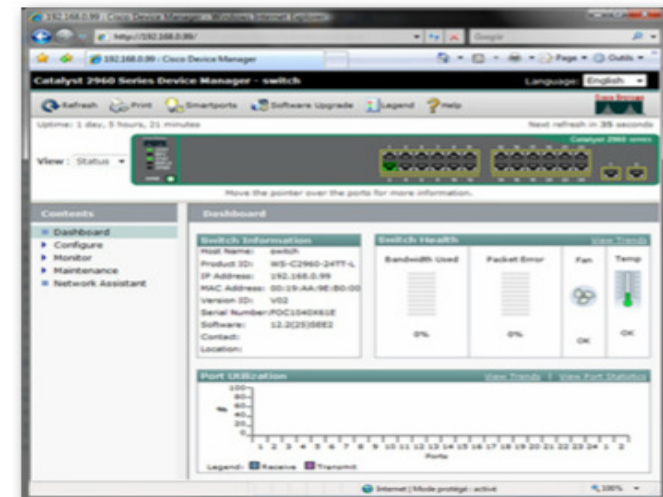 192.168.0.99 : Cisco Device Manager - Windows Internet Explorer
http://192.168.0.99/
Google
192.168.0.99 : Cisco Device Manager
Page
Outils
Catalyst 2960 Series Device Manager - switch
Language: English
Refresh Print Smartports Software Upgrade Legend Help
Cisco Systems
Uptime: 1 day, 5 hours, 21 minutes
Next refresh in 35 seconds
Catalyst 2960 series
View : Status
Move the pointer over the ports for more information.
Contents
Dashboard
Configure
Monitor
Maintenance
Network Assistant
Dashboard
Switch Information
Host Name: switch
Product ID: WS-C2960-24TT-L
IP Address: 192.168.0.99
MAC Address: 00:19:AA:9E:80:00
Version ID: V02
Serial Number: FOC1040X61E
Software: 12.2(25)SEE2
Contact:
Location:
Switch Health
View Trends
Bandwidth Used
Packet Error
Fan
Temp
0%
0%
OK
OK
Port Utilization
View Trends | View Port Statistics
100
80
60
40
20
0
%
1 2 3 4 5 6 7 8 9 10 11 12 13 14 15 16 17 18 19 20 21 22 23 24 1 2
Ports
Legend: Receive Transmit
Internet | Mode protégé : activé
100%